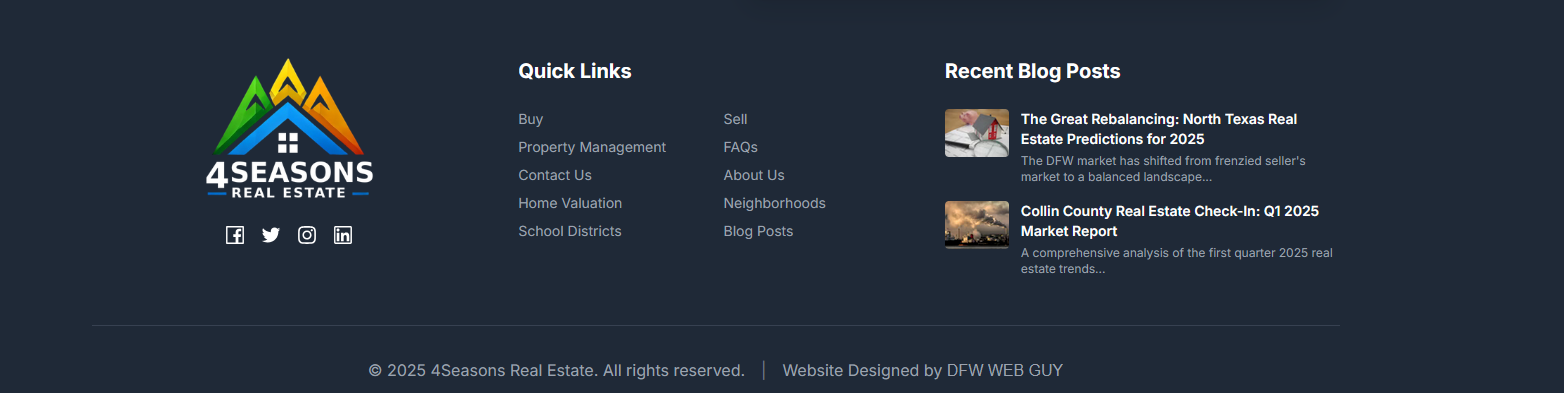 4SEASONS
REAL ESTATE
Quick Links
Buy
Property Management
Contact Us
Home Valuation
School Districts
Sell
FAQs
About Us
Neighborhoods
Blog Posts
Recent Blog Posts
The Great Rebalancing: North Texas Real
Estate Predictions for 2025
The DFW market has shifted from frenzied seller's
market to a balanced landscape...
Collin County Real Estate Check-In: Q1 2025
Market Report
A comprehensive analysis of the first quarter 2025 real
estate trends...
© 2025 4Seasons Real Estate. All rights reserved. | Website Designed by DFW WEB GUY